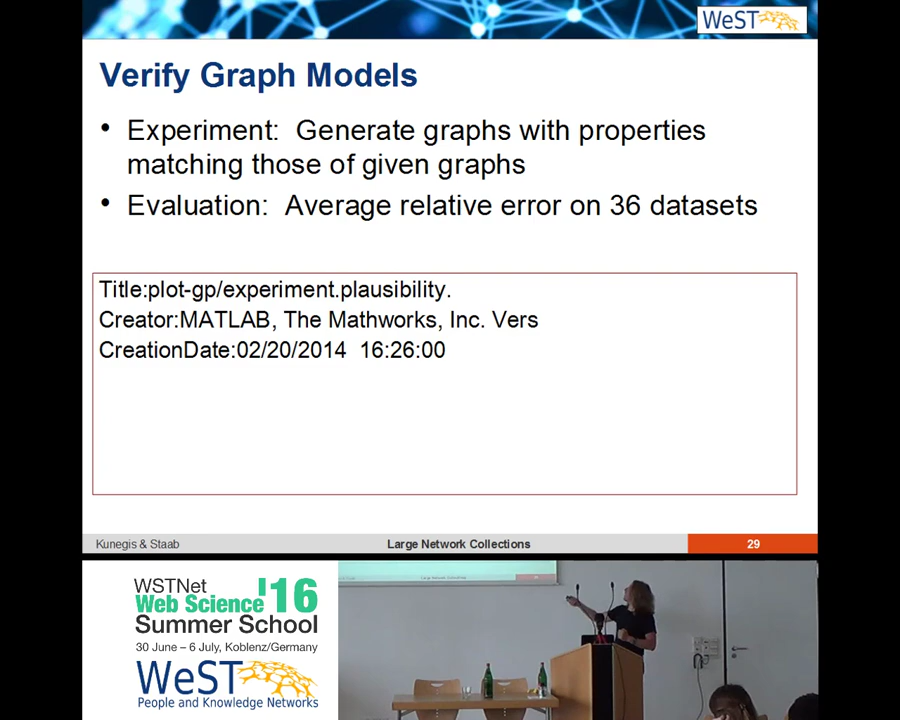 WeST
Verify Graph Models
• Experiment: Generate graphs with properties
matching those of given graphs
• Evaluation: Average relative error on 36 datasets
Title:plot-gp/experiment.plausibility.
Creator:MATLAB, The Mathworks, Inc. Vers
CreationDate:02/20/2014 16:26:00
Kunegis & Staab
Large Network Collections
29
WSTNet
Web Science '16
Summer School
30 June – 6 July, Koblenz/Germany
WeST
People and Knowledge Networks